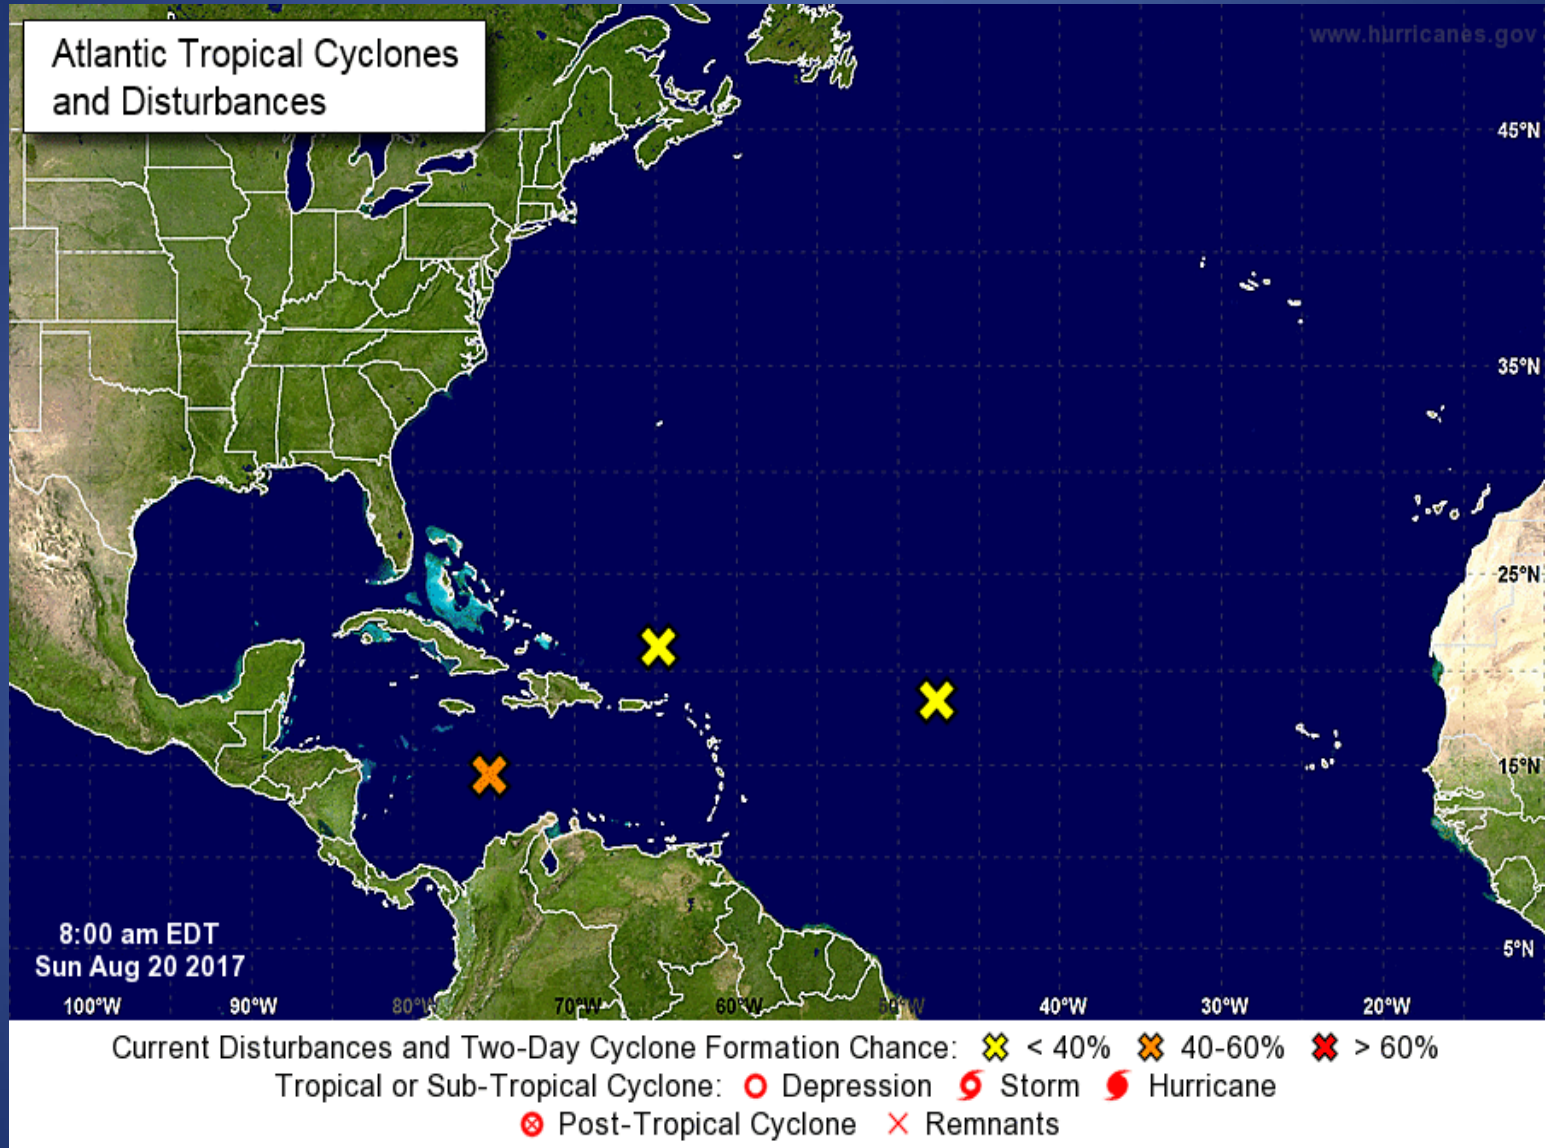 www.hurricanes.gov
Atlantic Tropical Cyclones
and Disturbances
45°N
35°N
25°N
15°N
5°N
8:00 am EDT
Sun Aug 20 2017
100°W 90°W 80°W 70°W 60°W 50°W 40°W 30°W 20°W
Current Disturbances and Two-Day Cyclone Formation Chance: < 40% 40-60% > 60%
Tropical or Sub-Tropical Cyclone: Depression Storm Hurricane
Post-Tropical Cyclone Remnants